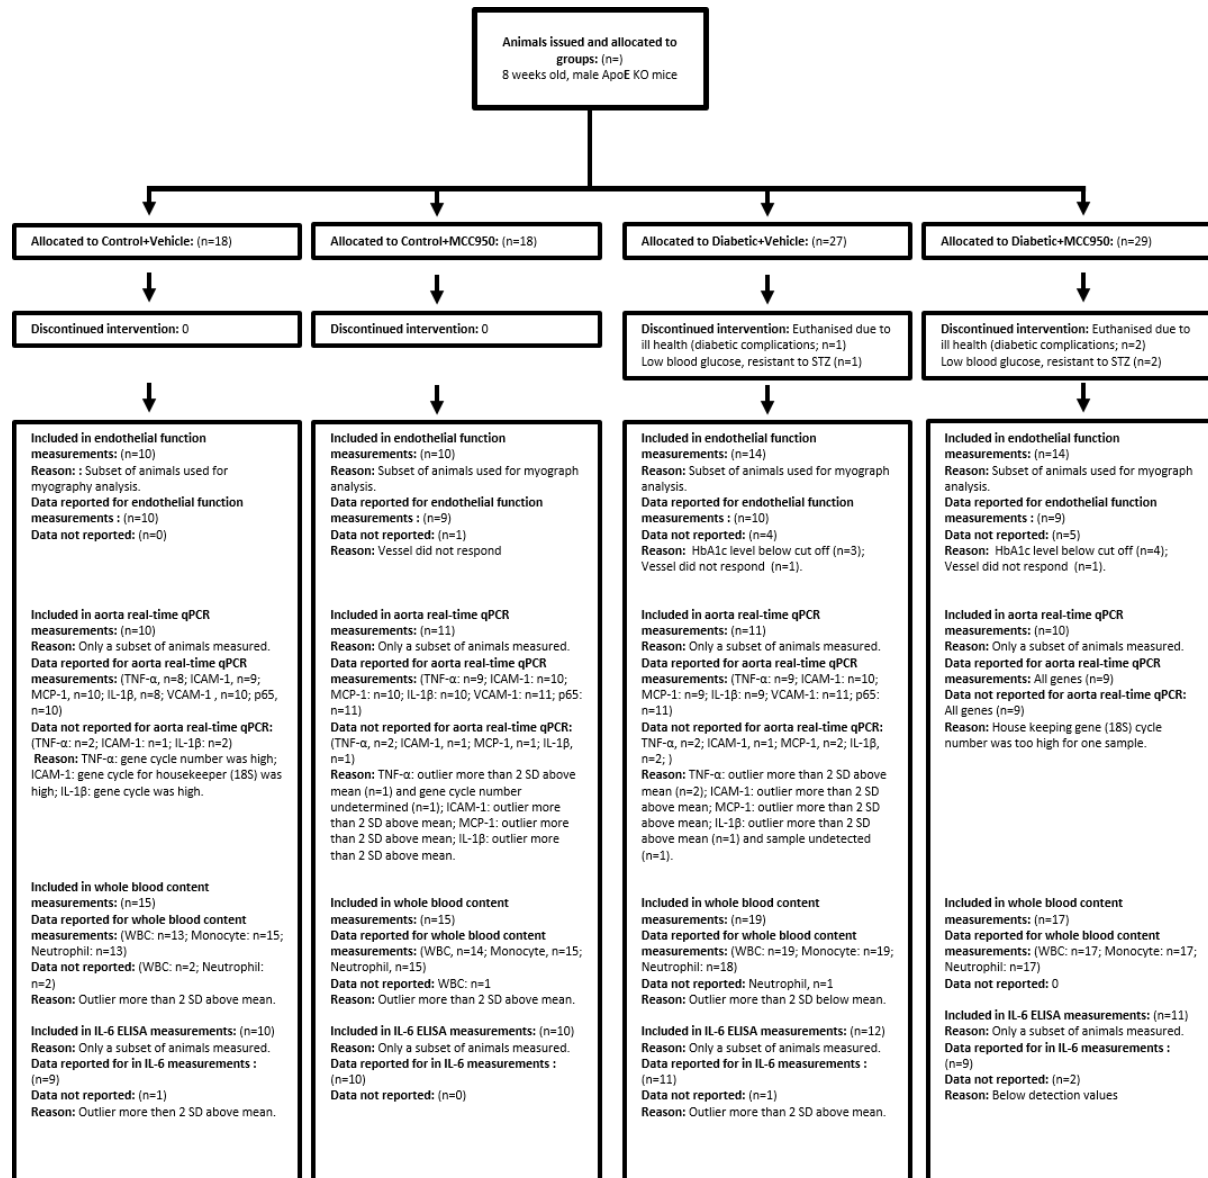 Animals issued and allocated to
groups: (n=)
8 weeks old, male ApoE KO mice
Allocated to Control+Vehicle: (n=18)
Allocated to Control+MCC950: (n=18)
Allocated to Diabetic+Vehicle: (n=27)
Allocated to Diabetic+MCC950: (n=29)
Discontinued intervention: 0
Discontinued intervention: 0
Discontinued intervention: Euthanised due to
ill health (diabetic complications; n=1)
Low blood glucose, resistant to STZ (n=1)
Discontinued intervention: Euthanised due to
ill health (diabetic complications; n=2)
Low blood glucose, resistant to STZ (n=2)
Included in endothelial function
measurements: (n=10)
Reason: : Subset of animals used for
myography analysis.
Data reported for endothelial function
measurements : (n=10)
Data not reported: (n=0)
Included in aorta real-time qPCR
measurements: (n=10)
Reason: Only a subset of animals measured.
Data reported for aorta real-time qPCR
measurements: (TNF-α, n=8; ICAM-1, n=9;
MCP-1, n=10; IL-1β, n=8; VCAM-1 , n=10; p65,
n=10)
Data not reported for aorta real-time qPCR:
(TNF-α: n=2; ICAM-1: n=1; IL-1β: n=2)
Reason: TNF-α: gene cycle number was high;
ICAM-1: gene cycle for housekeeper (18S) was
high; IL-1β: gene cycle was high.
Included in whole blood content
measurements: (n=15)
Data reported for whole blood content
measurements: (WBC: n=13; Monocyte: n=15;
Neutrophil: n=13)
Data not reported: (WBC: n=2; Neutrophil:
n=2)
Reason: Outlier more than 2 SD above mean.
Included in IL-6 ELISA measurements: (n=10)
Reason: Only a subset of animals measured.
Data reported for in IL-6 measurements :
(n=9)
Data not reported: (n=1)
Reason: Outlier more then 2 SD above mean.
Included in endothelial function
measurements: (n=10)
Reason: Subset of animals used for myograph
analysis.
Data reported for endothelial function
measurements : (n=9)
Data not reported: (n=1)
Reason: Vessel did not respond
Included in aorta real-time qPCR
measurements: (n=11)
Reason: Only a subset of animals measured.
Data reported for aorta real-time qPCR
measurements: (TNF-α: n=9; ICAM-1: n=10;
MCP-1: n=10; IL-1β: n=10; VCAM-1: n=11; p65:
n=11)
Data not reported for aorta real-time qPCR:
(TNF-α, n=2; ICAM-1, n=1; MCP-1, n=1; IL-1β,
n=1)
Reason: TNF-α: outlier more than 2 SD above
mean (n=1) and gene cycle number
undetermined (n=1); ICAM-1: outlier more
than 2 SD above mean; MCP-1: outlier more
than 2 SD above mean; IL-1β: outlier more
than 2 SD above mean.
Included in whole blood content
measurements: (n=15)
Data reported for whole blood content
measurements: (WBC, n=14; Monocyte, n=15;
Neutrophil, n=15)
Data not reported: WBC: n=1
Reason: Outlier more than 2 SD above mean.
Included in IL-6 ELISA measurements: (n=10)
Reason: Only a subset of animals measured.
Data reported for in IL-6 measurements :
(n=10)
Data not reported: (n=0)
Included in endothelial function
measurements: (n=14)
Reason: Subset of animals used for myograph
analysis.
Data reported for endothelial function
measurements : (n=10)
Data not reported: (n=4)
Reason: HbA1c level below cut off (n=3);
Vessel did not respond (n=1).
Included in aorta real-time qPCR
measurements: (n=11)
Reason: Only a subset of animals measured.
Data reported for aorta real-time qPCR
measurements: (TNF-α: n=9; ICAM-1: n=10;
MCP-1: n=9; IL-1β: n=9; VCAM-1: n=11; p65:
n=11)
Data not reported for aorta real-time qPCR:
TNF-α, n=2; ICAM-1, n=1; MCP-1, n=2; IL-1β,
n=2; )
Reason: TNF-α: outlier more than 2 SD above
mean (n=2); ICAM-1: outlier more than 2 SD
above mean; MCP-1: outlier more than 2 SD
above mean; IL-1β: outlier more than 2 SD
above mean (n=1) and sample undetected
(n=1).
Included in whole blood content
measurements: (n=19)
Data reported for whole blood content
measurements: (WBC: n=19; Monocyte: n=19;
Neutrophil: n=18)
Data not reported: Neutrophil, n=1
Reason: Outlier more than 2 SD below mean.
Included in IL-6 ELISA measurements: (n=12)
Reason: Only a subset of animals measured.
Data reported for in IL-6 measurements :
(n=11)
Data not reported: (n=1)
Reason: Outlier more than 2 SD above mean.
Included in endothelial function
measurements: (n=14)
Reason: Subset of animals used for myograph
analysis.
Data reported for endothelial function
measurements : (n=9)
Data not reported: (n=5)
Reason: HbA1c level below cut off (n=4);
Vessel did not respond (n=1).
Included in aorta real-time qPCR
measurements: (n=10)
Reason: Only a subset of animals measured.
Data reported for aorta real-time qPCR
measurements: All genes (n=9)
Data not reported for aorta real-time qPCR:
All genes (n=9)
Reason: House keeping gene (18S) cycle
number was too high for one sample.
Included in whole blood content
measurements: (n=17)
Data reported for whole blood content
measurements: (WBC: n=17; Monocyte: n=17;
Neutrophil: n=17)
Data not reported: 0
Included in IL-6 ELISA measurements: (n=11)
Reason: Only a subset of animals measured.
Data reported for in IL-6 measurements :
(n=9)
Data not reported: (n=2)
Reason: Below detection values